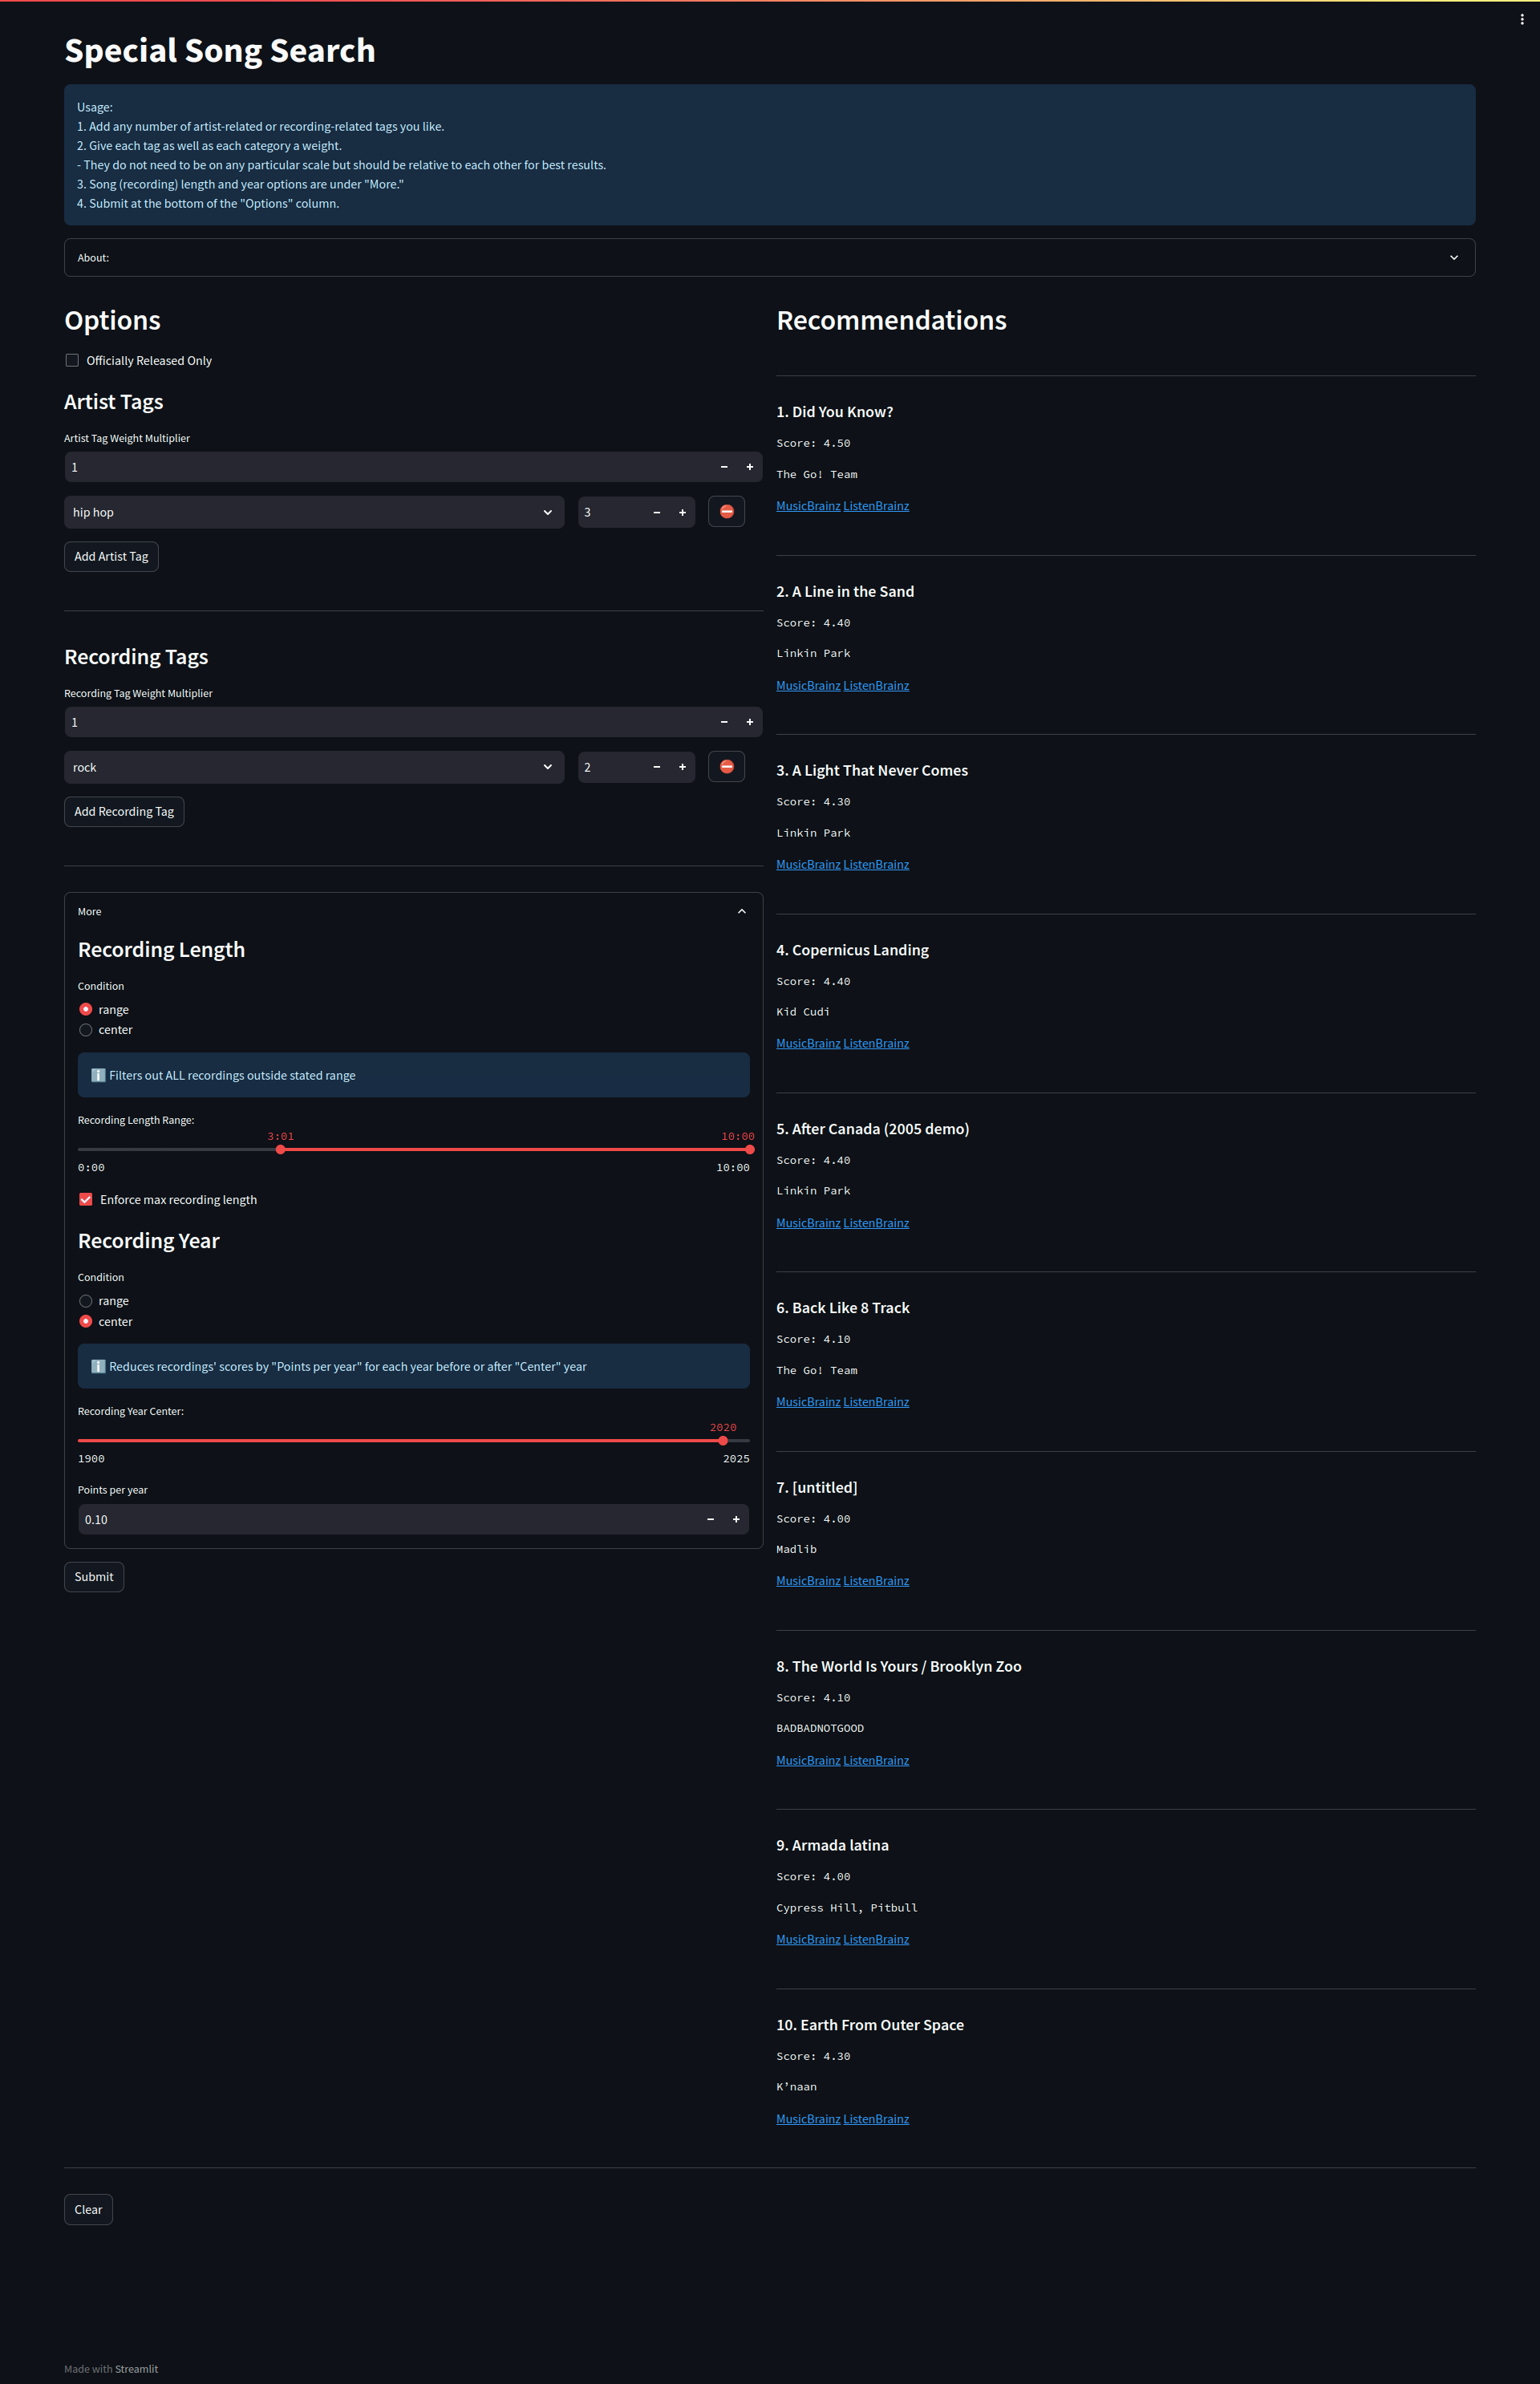 Special Song Search
Usage:
1. Add any number of artist-related or recording-related tags you like.
2. Give each tag as well as each category a weight.
- They do not need to be on any particular scale but should be relative to each other for best results.
3. Song (recording) length and year options are under "More."
4. Submit at the bottom of the "Options" column.
About:
Options
Officially Released Only
Artist Tags
Artist Tag Weight Multiplier
1
hip hop
3
Add Artist Tag
Recording Tags
Recording Tag Weight Multiplier
1
rock
2
Add Recording Tag
More
Recording Length
Condition
range
center
Filters out ALL recordings outside stated range
Recording Length Range:
3:01 10:00
0:00 10:00
Enforce max recording length
Recording Year
Condition
range
center
Reduces recordings' scores by "Points per year" for each year before or after "Center" year
Recording Year Center:
2020
1900 2025
Points per year
0.10
Submit
Recommendations
1. Did You Know?
Score: 4.50
The Go! Team
MusicBrainz ListenBrainz
2. A Line in the Sand
Score: 4.40
Linkin Park
MusicBrainz ListenBrainz
3. A Light That Never Comes
Score: 4.30
Linkin Park
MusicBrainz ListenBrainz
4. Copernicus Landing
Score: 4.40
Kid Cudi
MusicBrainz ListenBrainz
5. After Canada (2005 demo)
Score: 4.40
Linkin Park
MusicBrainz ListenBrainz
6. Back Like 8 Track
Score: 4.10
The Go! Team
MusicBrainz ListenBrainz
7. [untitled]
Score: 4.00
Madlib
MusicBrainz ListenBrainz
8. The World Is Yours / Brooklyn Zoo
Score: 4.10
BADBADNOTGOOD
MusicBrainz ListenBrainz
9. Armada latina
Score: 4.00
Cypress Hill, Pitbull
MusicBrainz ListenBrainz
10. Earth From Outer Space
Score: 4.30
K’naan
MusicBrainz ListenBrainz
Clear
Made with Streamlit